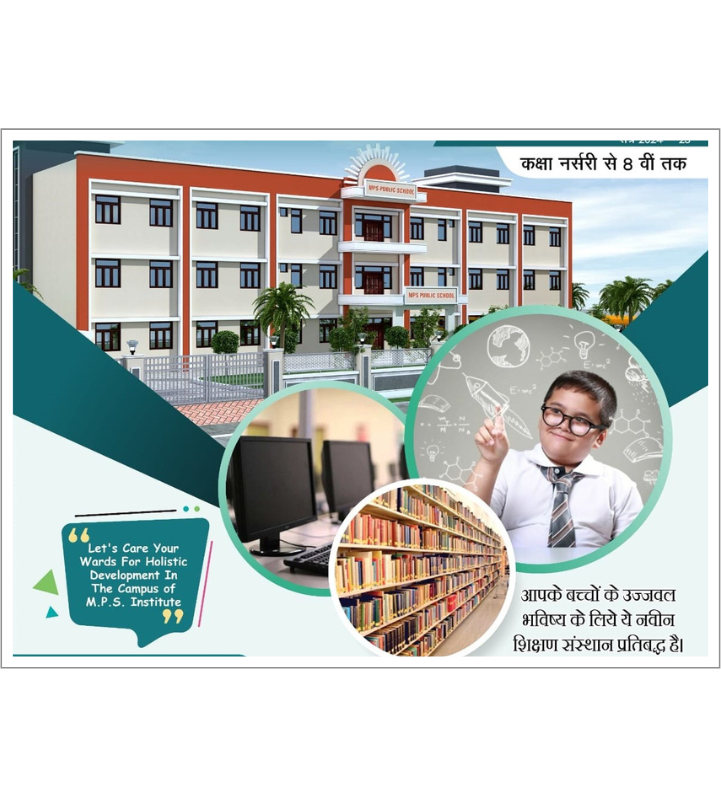 कक्षा नर्सरी से 8 वीं तक
MPS PUBLIC SCHOOL
MPS PUBLIC SCHOOL
E=mc²
“
Let's Care Your
Wards For Holistic
Development In
The Campus of
M.P.S. Institute
”
आपके बच्चों के उज्जवल
भविष्य के लिये ये नवीन
शिक्षण संस्थान प्रतिबद्ध है।